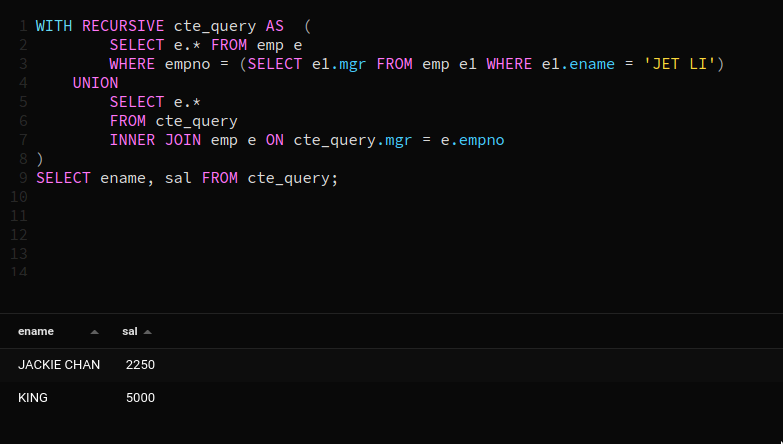 1 WITH RECURSIVE cte_query AS (
2 SELECT e.* FROM emp e
3 WHERE empno = (SELECT e1.mgr FROM emp e1 WHERE e1.ename = 'JET LI')
4 UNION
5 SELECT e.*
6 FROM cte_query
7 INNER JOIN emp e ON cte_query.mgr = e.empno
8 )
9 SELECT ename, sal FROM cte_query;
10
11
12
13
14
ename sal
JACKIE CHAN 2250
KING 5000